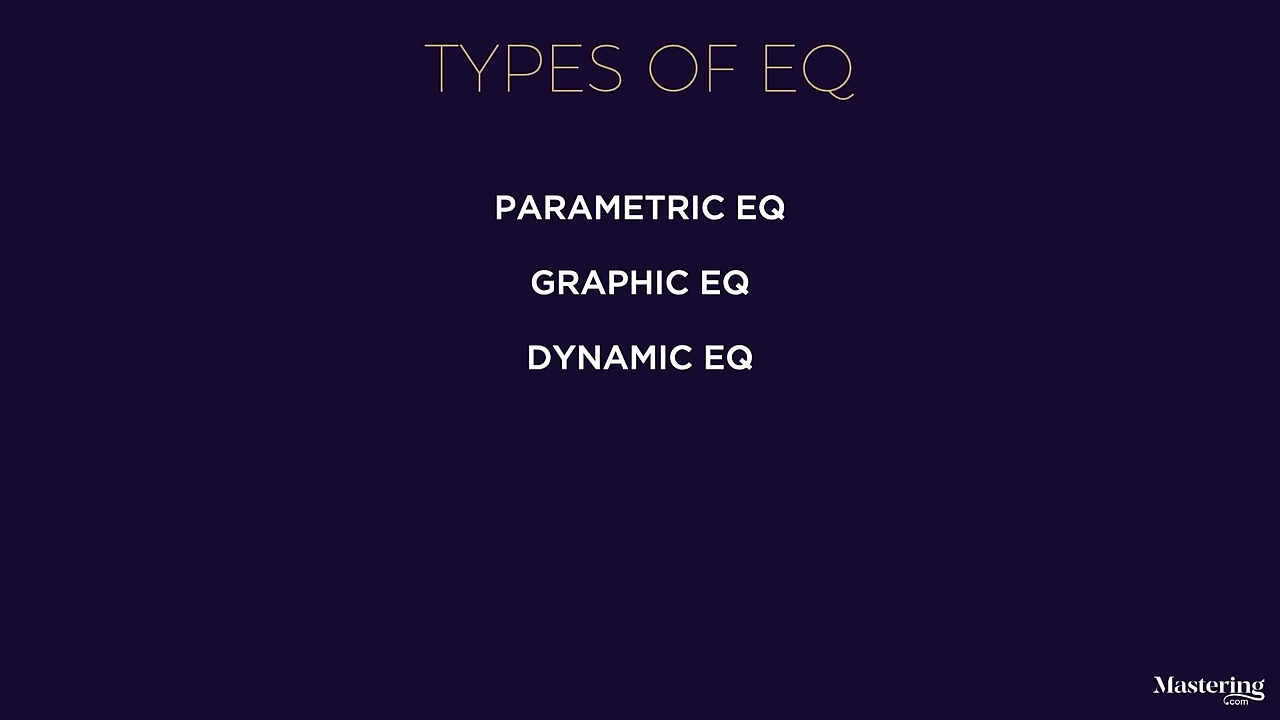 TYPES OF EQ
PARAMETRIC EQ
GRAPHIC EQ
DYNAMIC EQ
Mastering
.com